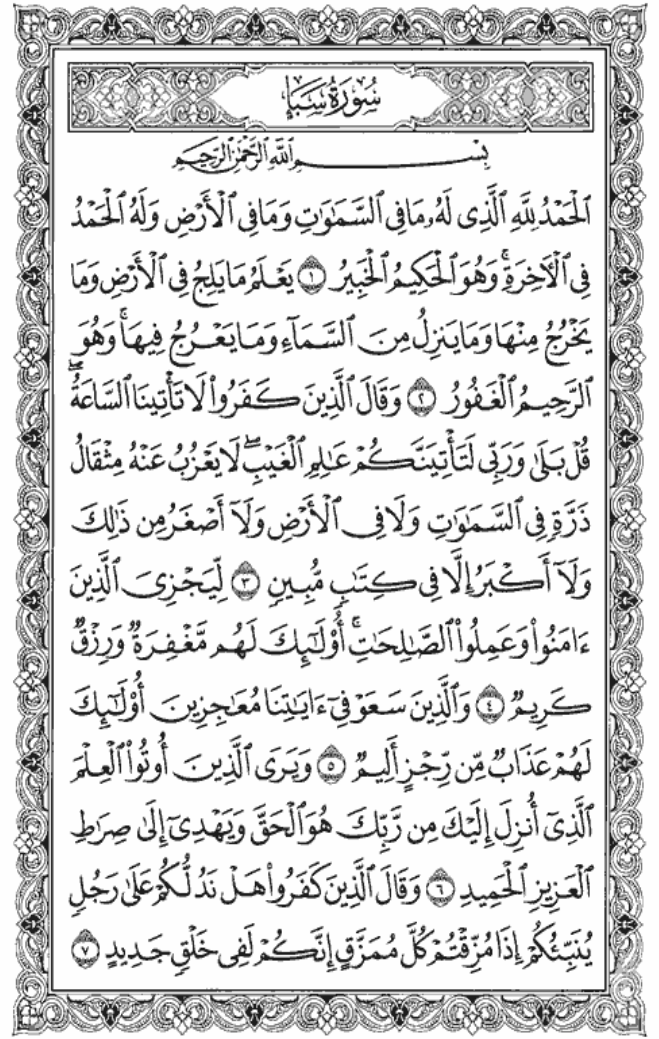 سُورَةُ سَبَإٍ
بِسْمِ ٱللَّهِ ٱلرَّحْمَٰنِ ٱلرَّحِيمِ
ٱلْحَمْدُ لِلَّهِ ٱلَّذِى لَهُۥ مَا فِى ٱلسَّمَٰوَٰتِ وَمَا فِى ٱلْأَرْضِ وَلَهُ ٱلْحَمْدُ
فِى ٱلْءَاخِرَةِ ۚ وَهُوَ ٱلْحَكِيمُ ٱلْخَبِيرُ ١ يَعْلَمُ مَا يَلِجُ فِى ٱلْأَرْضِ وَمَا
يَخْرُجُ مِنْهَا وَمَا يَنزِلُ مِنَ ٱلسَّمَآءِ وَمَا يَعْرُجُ فِيهَا ۚ وَهُوَ
ٱلرَّحِيمُ ٱلْغَفُورُ ٢ وَقَالَ ٱلَّذِينَ كَفَرُوا۟ لَا تَأْتِينَا ٱلسَّاعَةُ ۖ
قُلْ بَلَىٰ وَرَبِّى لَتَأْتِيَنَّكُمْ عَٰلِمِ ٱلْغَيْبِ ۖ لَا يَعْزُبُ عَنْهُ مِثْقَالُ
ذَرَّةٍ فِى ٱلسَّمَٰوَٰتِ وَلَا فِى ٱلْأَرْضِ وَلَآ أَصْغَرُ مِن ذَٰلِكَ
وَلَآ أَكْبَرُ إِلَّا فِى كِتَٰبٍ مُّبِينٍ ٣ لِّيَجْزِىَ ٱلَّذِينَ
ءَامَنُوا۟ وَعَمِلُوا۟ ٱلصَّٰلِحَٰتِ ۚ أُو۟لَٰٓئِكَ لَهُم مَّغْفِرَةٌ وَرِزْقٌ
كَرِيمٌ ٤ وَٱلَّذِينَ سَعَوْ فِىٓ ءَايَٰتِنَا مُعَٰجِزِينَ أُو۟لَٰٓئِكَ
لَهُمْ عَذَابٌ مِّن رِّجْزٍ أَلِيمٌ ٥ وَيَرَى ٱلَّذِينَ أُوتُوا۟ ٱلْعِلْمَ
ٱلَّذِىٓ أُنزِلَ إِلَيْكَ مِن رَّبِّكَ هُوَ ٱلْحَقَّ وَيَهْدِىٓ إِلَىٰ صِرَٰطِ
ٱلْعَزِيزِ ٱلْحَمِيدِ ٦ وَقَالَ ٱلَّذِينَ كَفَرُوا۟ هَلْ نَدُلُّكُمْ عَلَىٰ رَجُلٍ
يُنَبِّئُكُمْ إِذَا مُزِّقْتُمْ كُلَّ مُمَزَّقٍ إِنَّكُمْ لَفِى خَلْقٍ جَدِيدٍ ٧